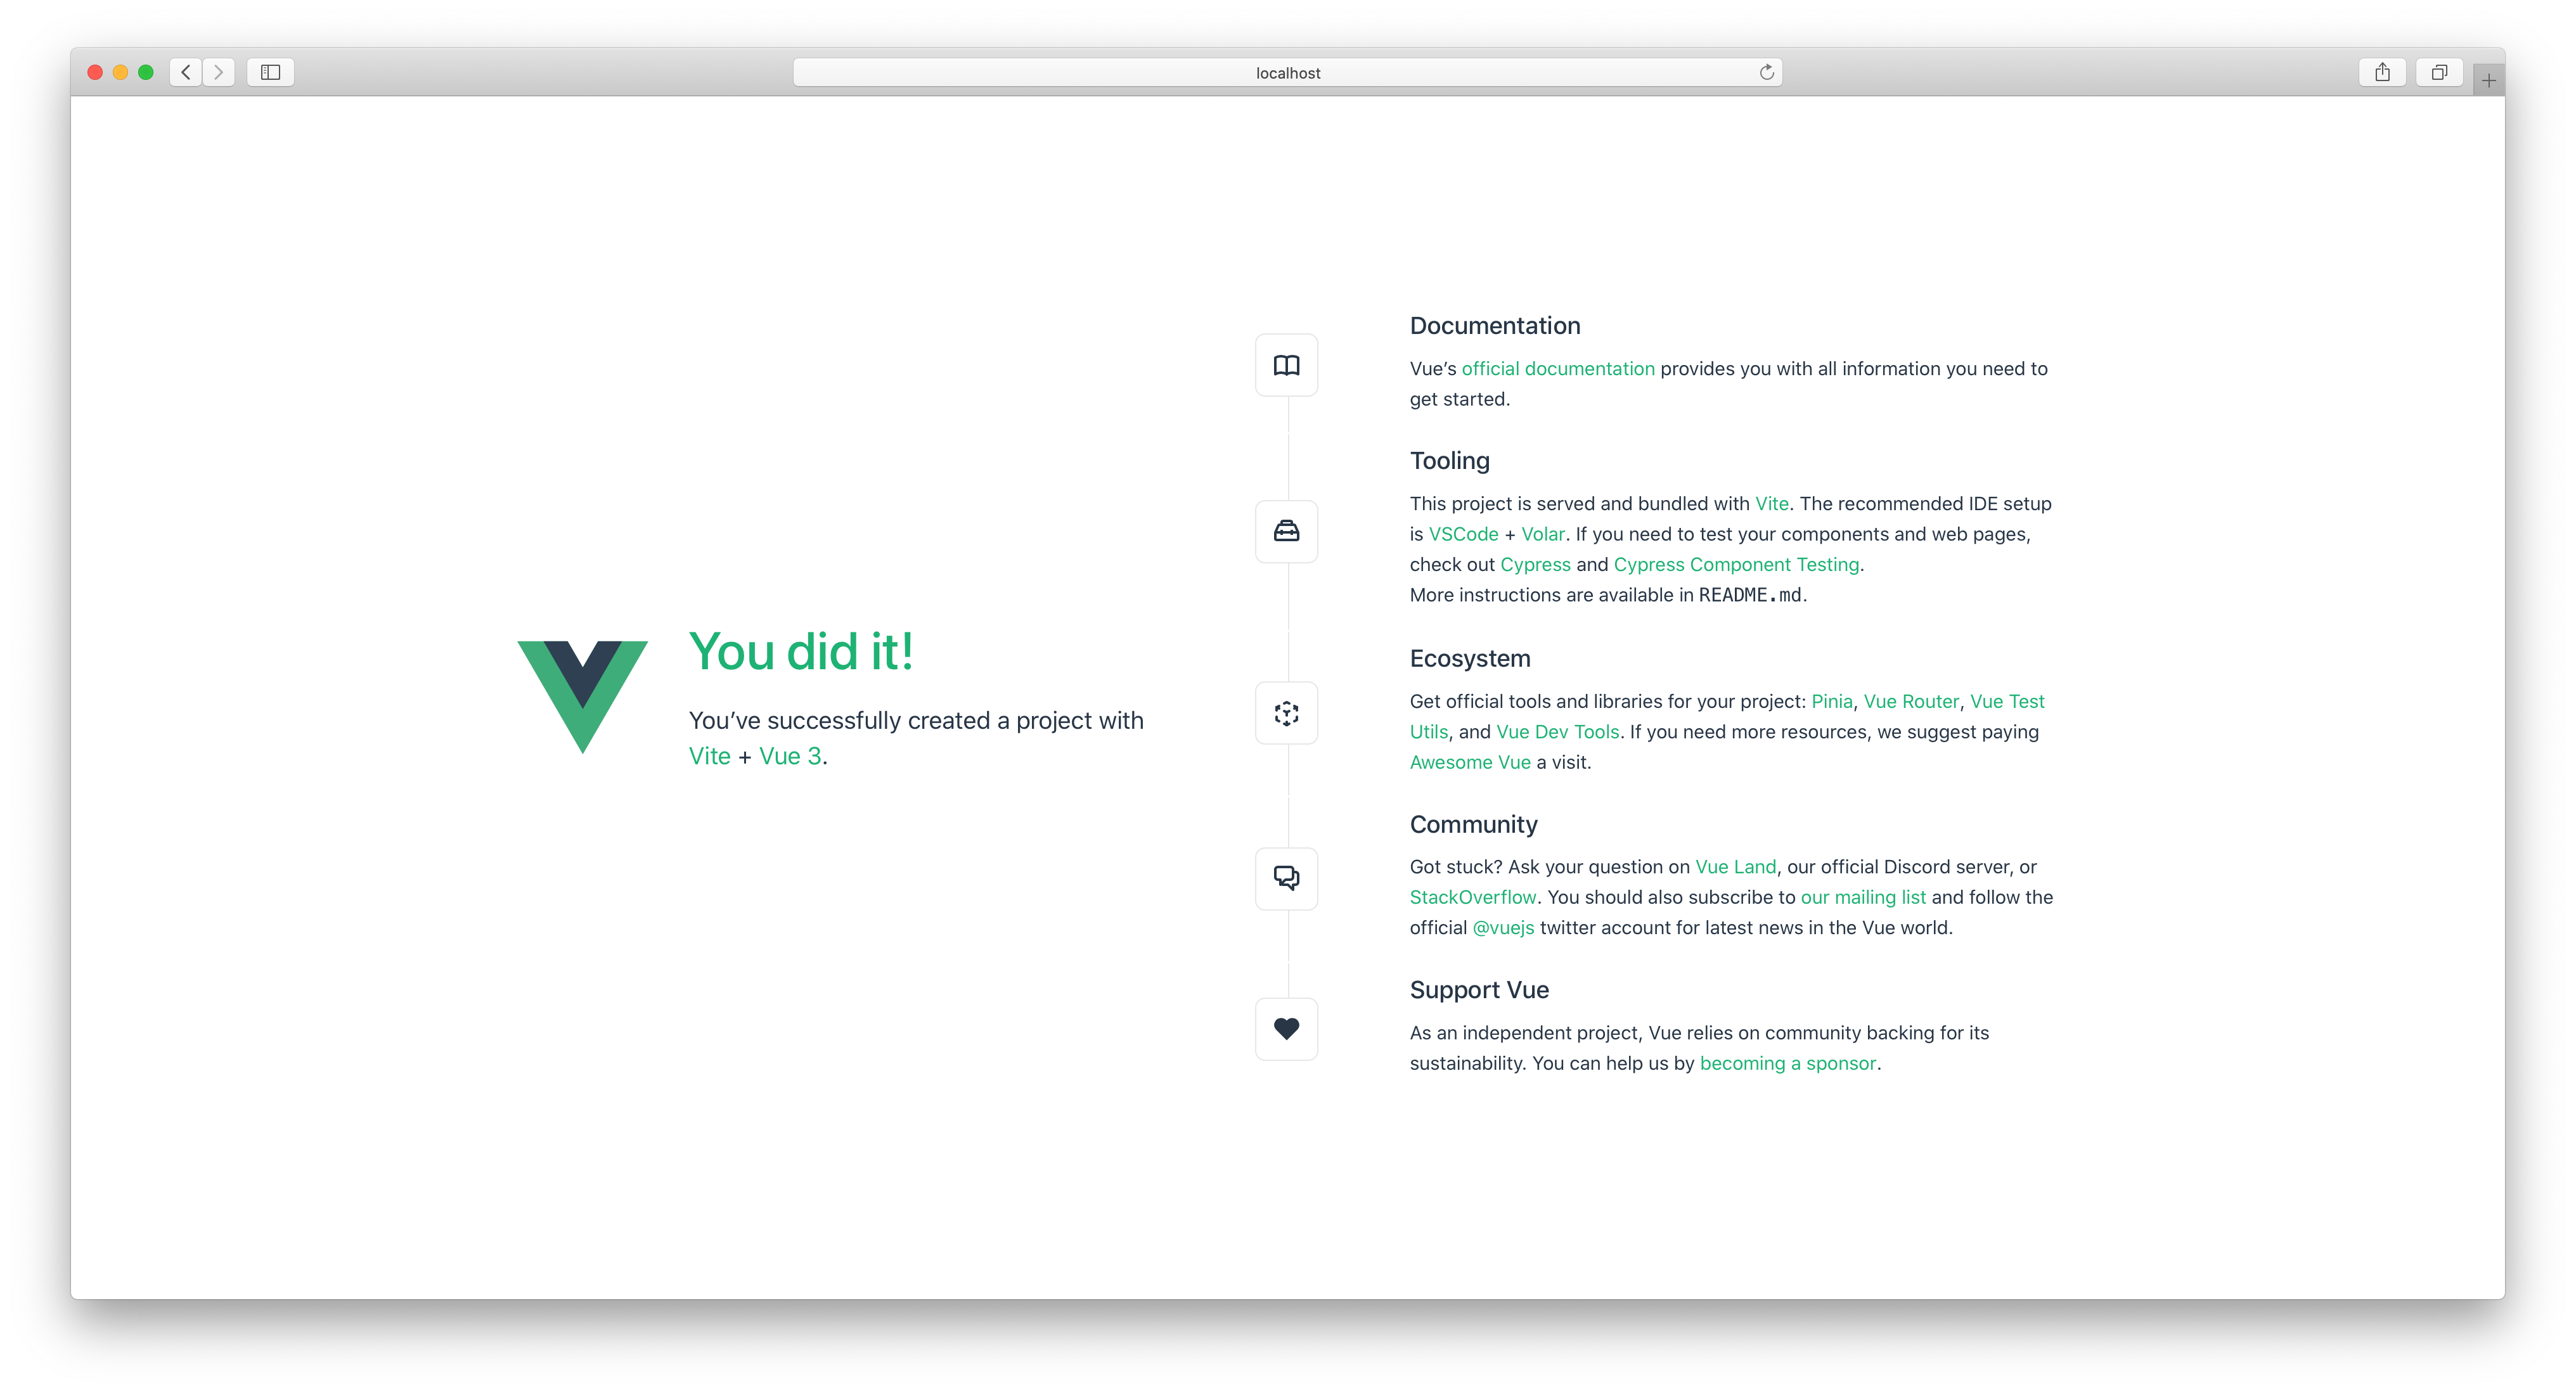 localhost
You did it!
You’ve successfully created a project with
Vite + Vue 3.
Documentation
Vue’s official documentation provides you with all information you need to
get started.
Tooling
This project is served and bundled with Vite. The recommended IDE setup
is VSCode + Volar. If you need to test your components and web pages,
check out Cypress and Cypress Component Testing.
More instructions are available in README.md.
Ecosystem
Get official tools and libraries for your project: Pinia, Vue Router, Vue Test
Utils, and Vue Dev Tools. If you need more resources, we suggest paying
Awesome Vue a visit.
Community
Got stuck? Ask your question on Vue Land, our official Discord server, or
StackOverflow. You should also subscribe to our mailing list and follow the
official @vuejs twitter account for latest news in the Vue world.
Support Vue
As an independent project, Vue relies on community backing for its
sustainability. You can help us by becoming a sponsor.